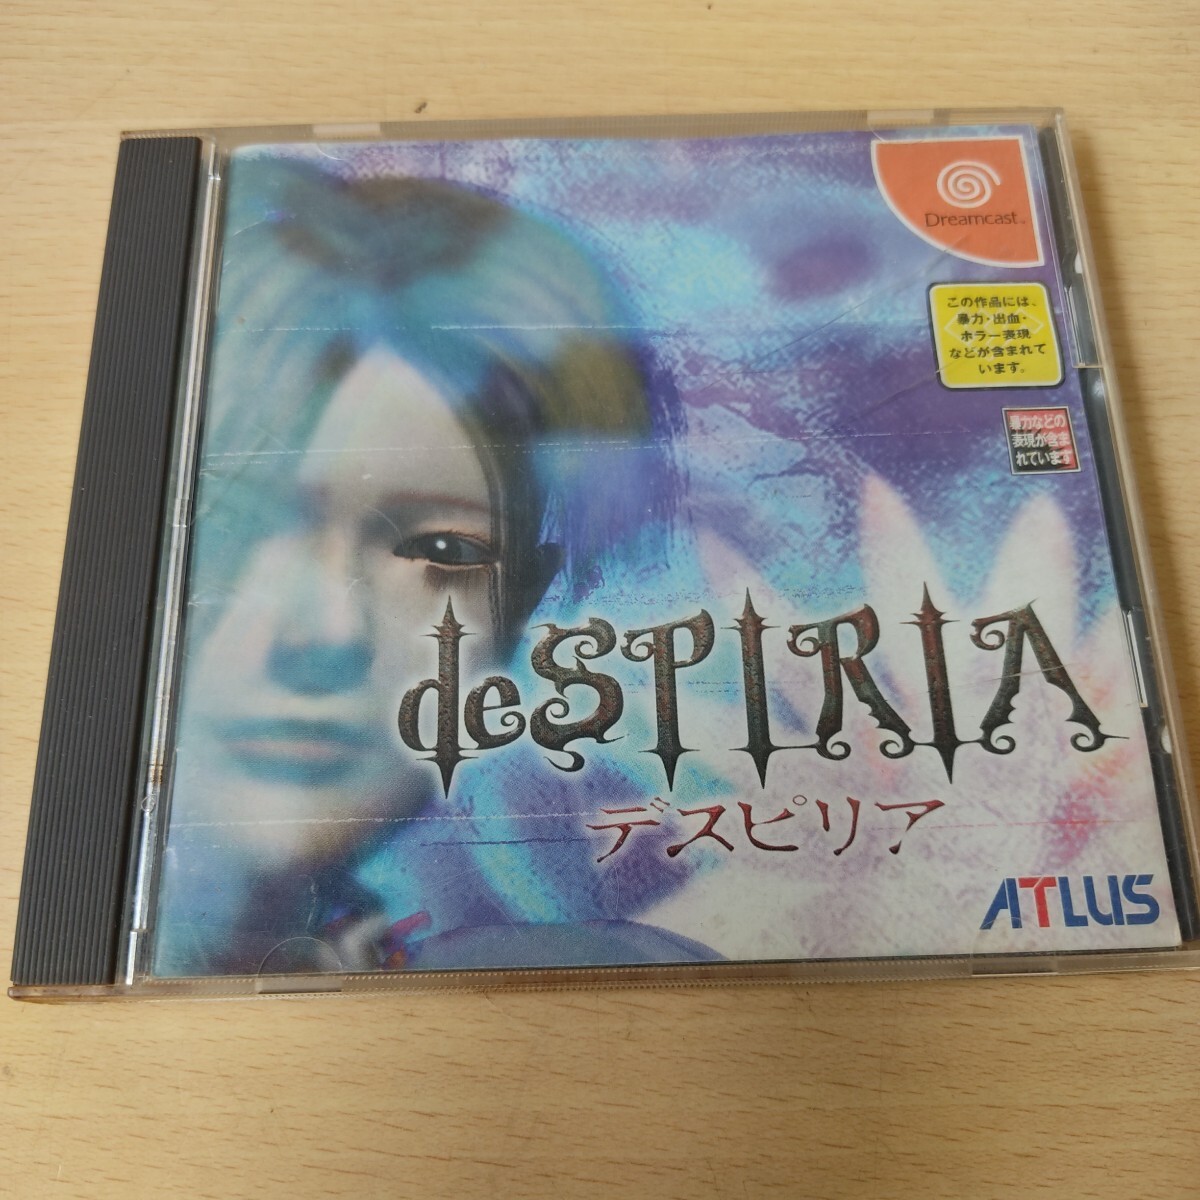 Dreamcast™
この作品には、
暴力・出血・
ホラー表現
などが含まれて
います。
暴力などの
表現が含ま
れています
deSPIRIA
デスピリア
ATLUS